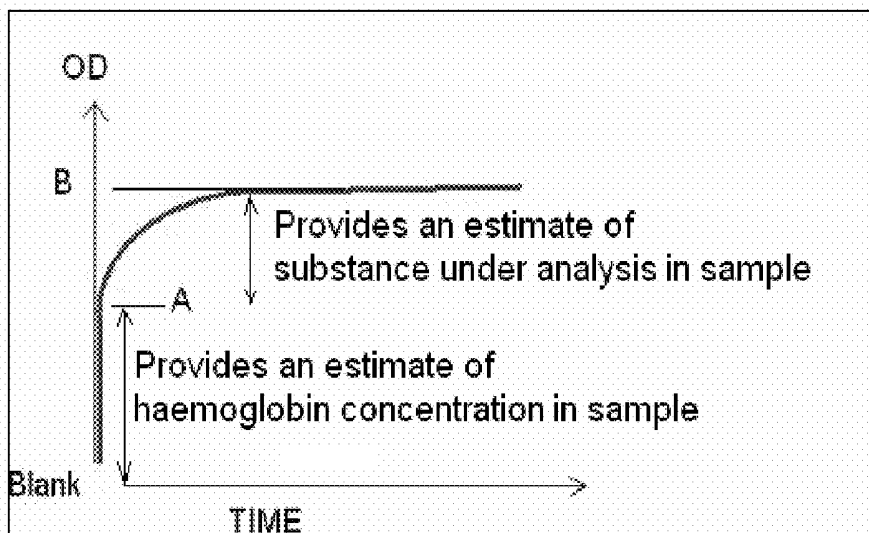 OD
B
Provides an estimate of
substance under analysis in sample
A
Provides an estimate of
haemoglobin concentration in sample
Blank
TIME